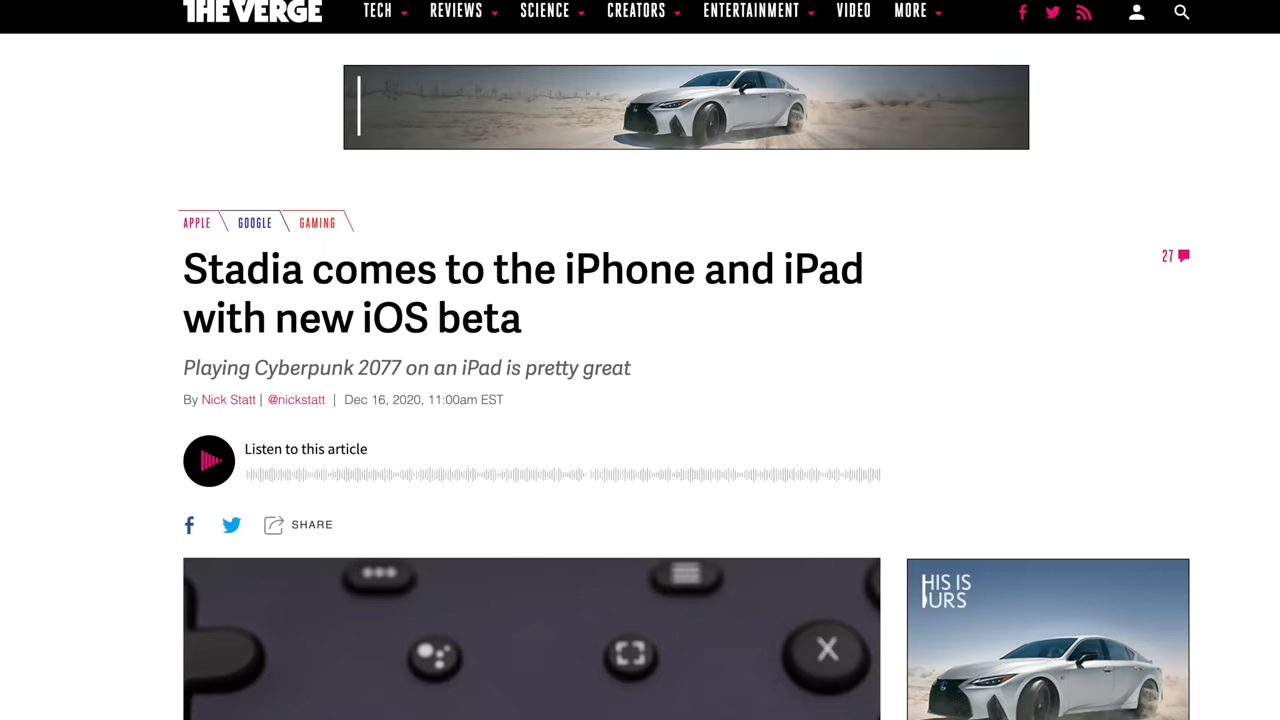 THE VERGE
TECH REVIEWS SCIENCE CREATORS ENTERTAINMENT VIDEO MORE
APPLE GOOGLE GAMING
Stadia comes to the iPhone and iPad
with new iOS beta
27
Playing Cyberpunk 2077 on an iPad is pretty great
By Nick Statt | @nickstatt | Dec 16, 2020, 11:00am EST
Listen to this article
SHARE
X
HIS IS
URS